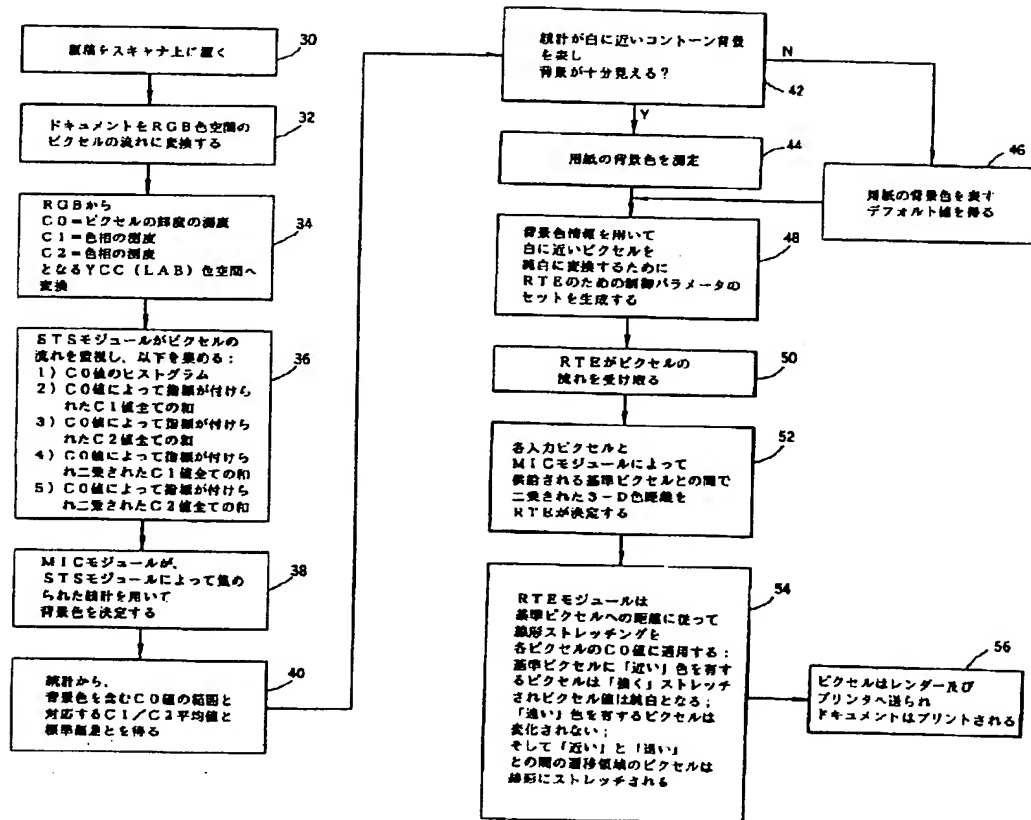 原稿をスキャナ上に置く
30
ドキュメントをRGB色空間の
ピクセルの流れに変換する
32
RGBから
C0=ピクセルの輝度の測度
C1=色相の測度
C2=色相の測度
となるYCC(LAB)色空間へ
変換
34
STSモジュールがピクセルの
流れを監視し、以下を集める:
1)C0値のヒストグラム
2)C0値によって指標が付けら
れたC1値全ての和
3)C0値によって指標が付けら
れたC2値全ての和
4)C0値によって指標が付けら
れ二乗されたC1値全ての和
5)C0値によって指標が付けら
れ二乗されたC2値全ての和
36
MICモジュールが、
STSモジュールによって集め
られた統計を用いて
背景色を決定する
38
統計から、
背景色を含むC0値の範囲と
対応するC1/C2平均値と
標準偏差とを得る
40
統計が白に近いコントーン背景
を表し
背景が十分見える?
42
N
Y
用紙の背景色を測定
44
用紙の背景色を表す
デフォルト値を得る
46
背景色情報を用いて
白に近いピクセルを
純白に変換するために
RTEのための制御パラメータの
セットを生成する
48
RTEがピクセルの
流れを受け取る
50
各入力ピクセルと
MICモジュールによって
供給される基準ピクセルとの間で
二乗された3-D色距離を
RTEが決定する
52
RTEモジュールは
基準ピクセルへの距離に従って
線形ストレッチングを
各ピクセルのC0値に適用する;
基準ピクセルに「近い」色を有す
るピクセルは「強く」ストレッチ
されピクセル値は純白となる;
「遠い」色を有するピクセルは
変化されない;
そして「近い」と「遠い」
との間の遷移領域のピクセルは
線形にストレッチされる
54
ピクセルはレンダー及び
プリンタへ送られ
ドキュメントはプリントされる
56